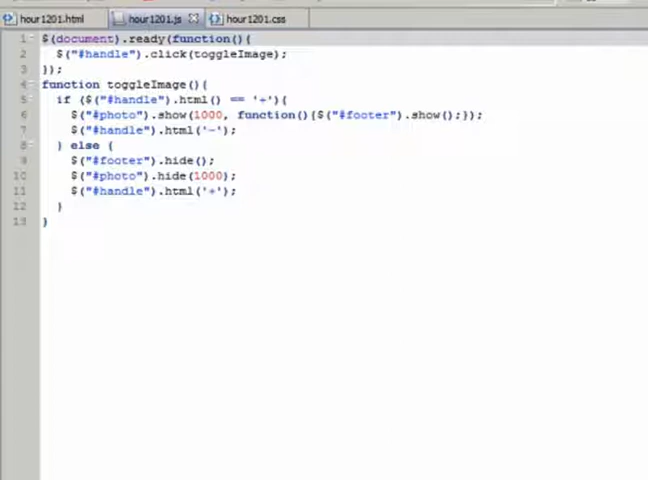 hour1201.html hour1201.js hour1201.css
1 $(document).ready(function(){
2 $("#handle").click(toggleImage);
3 });
4 function toggleImage(){
5 if ($("#handle").html() == '+'){
6 $("#photo").show(1000, function(){$("#footer").show();});
7 $("#handle").html('-');
8 } else {
9 $("#footer").hide();
10 $("#photo").hide(1000);
11 $("#handle").html('+');
12 }
13 }